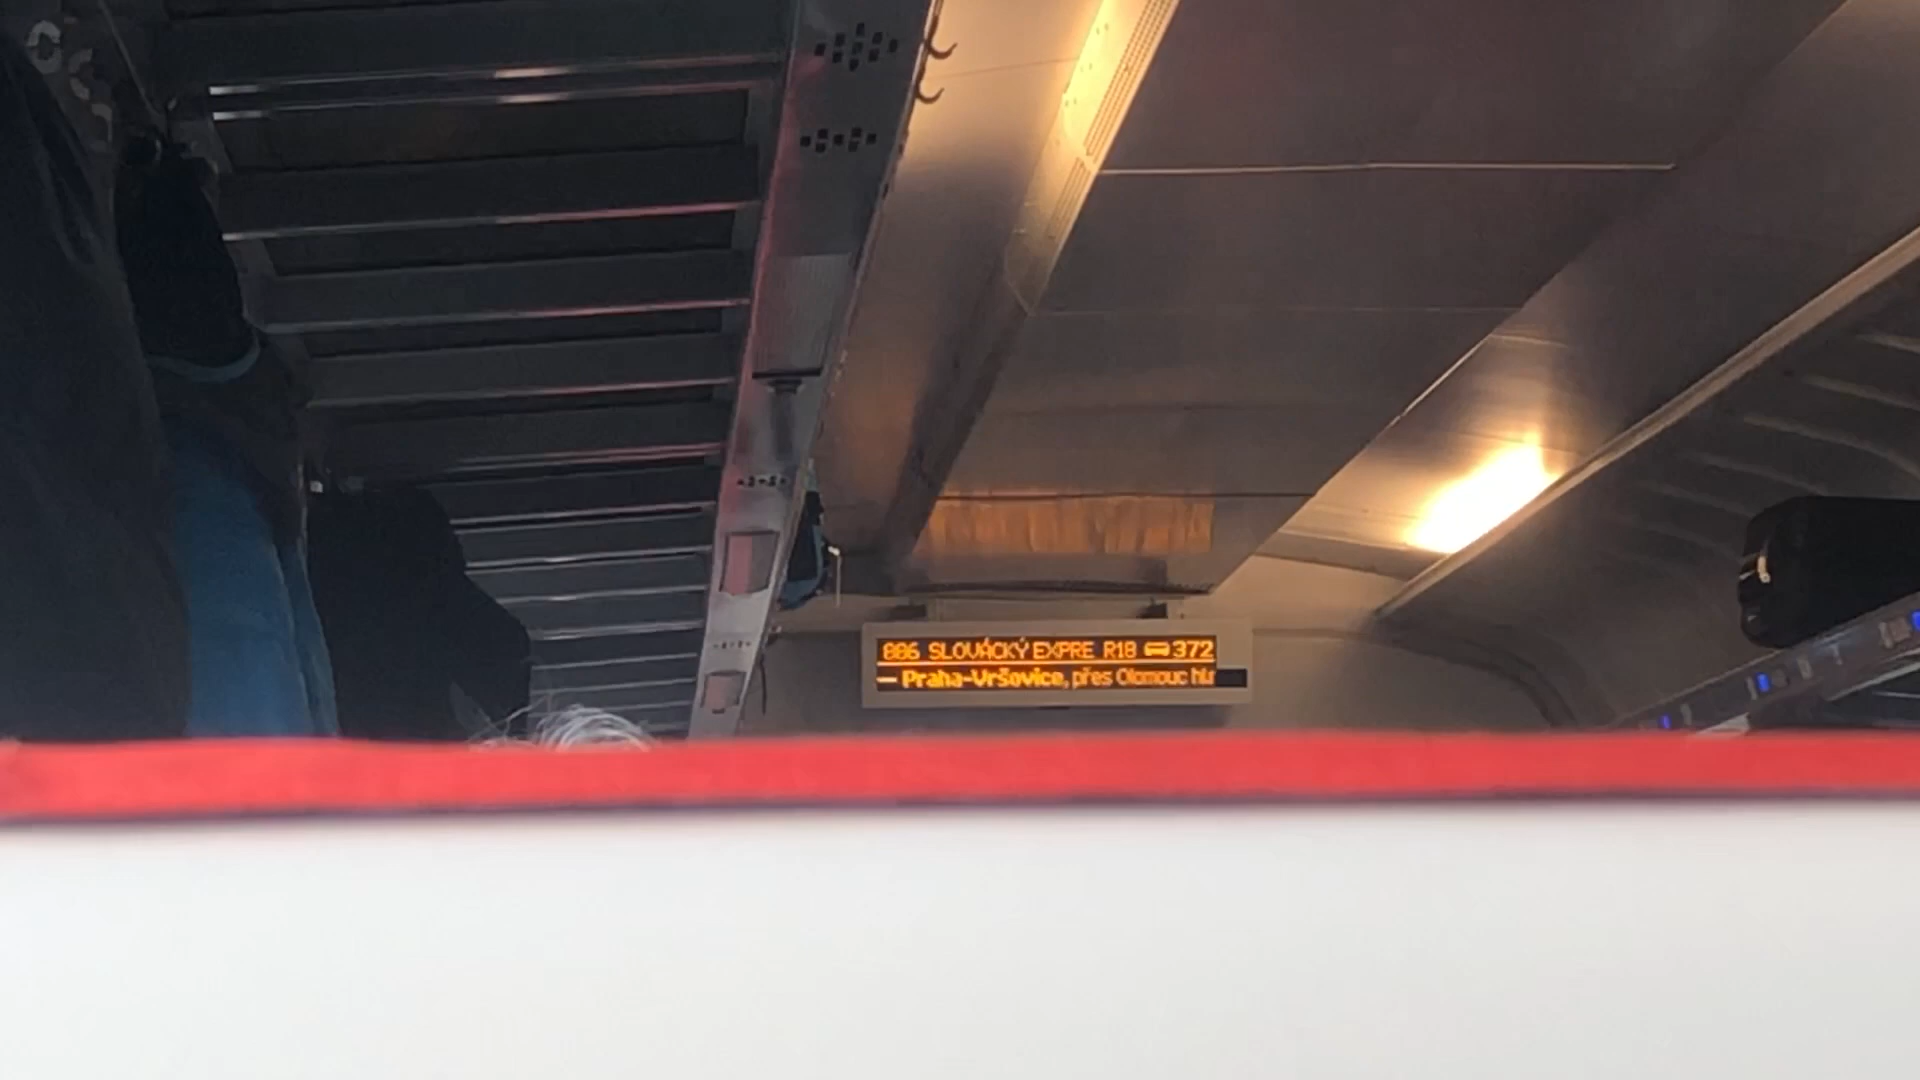 886 SLOVÁCKÝ EXPRE R18 372
— Praha-Vršovice, přes Olomouc hl